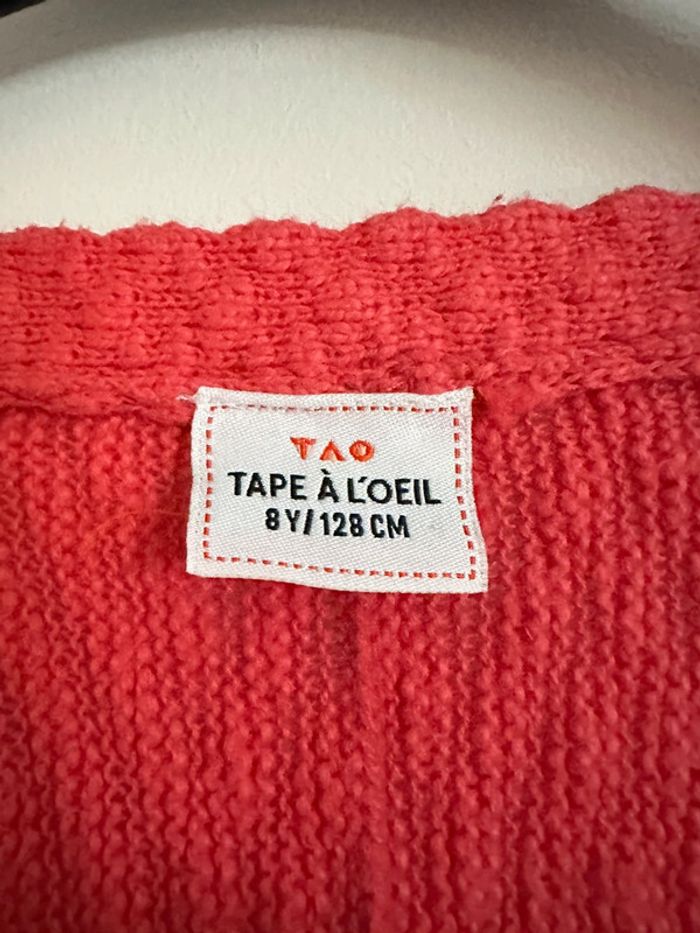 TAO
TAPE À L'OEIL
8 Y/128 CM